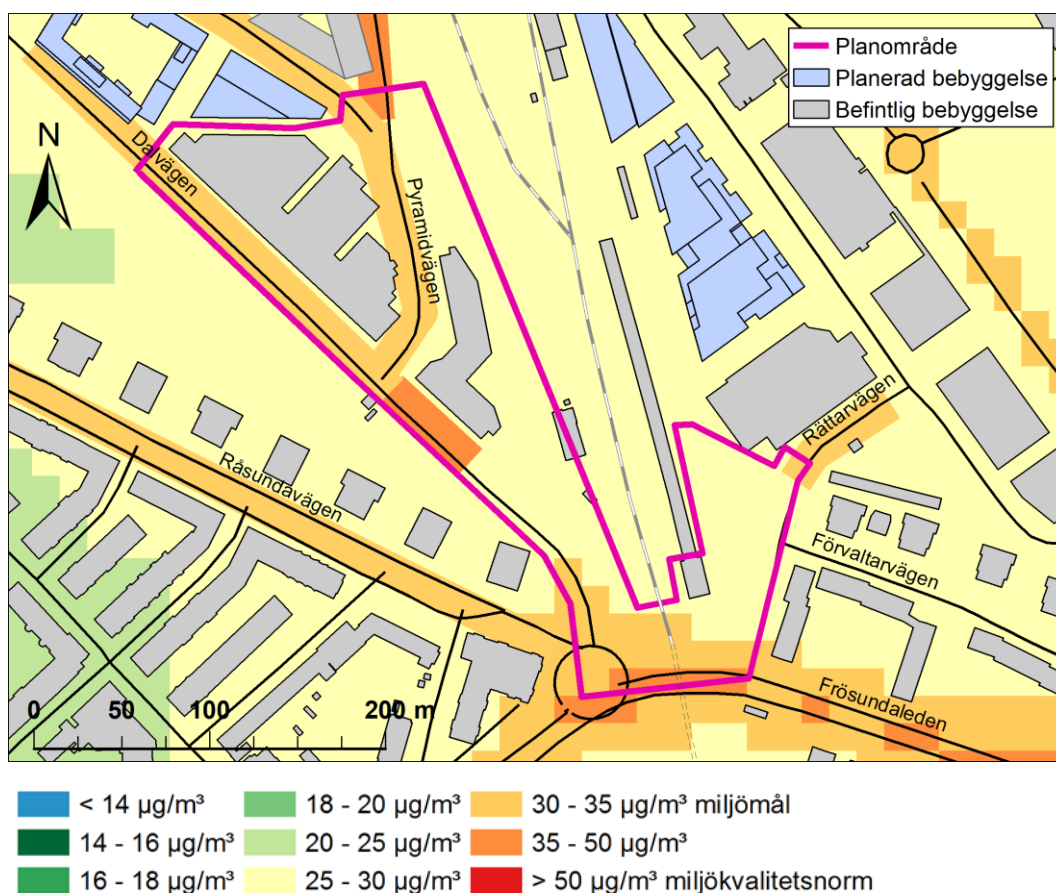 Planområde
Planerad bebyggelse
Befintlig bebyggelse
N
Dalvägen
Pyramidvägen
Råsundavägen
Rättarvägen
Förvaltarvägen
Frösundaleden
0 50 100 200 m
< 14 µg/m³ 18 - 20 µg/m³ 30 - 35 µg/m³ miljömål
14 - 16 µg/m³ 20 - 25 µg/m³ 35 - 50 µg/m³
16 - 18 µg/m³ 25 - 30 µg/m³ > 50 µg/m³ miljökvalitetsnorm